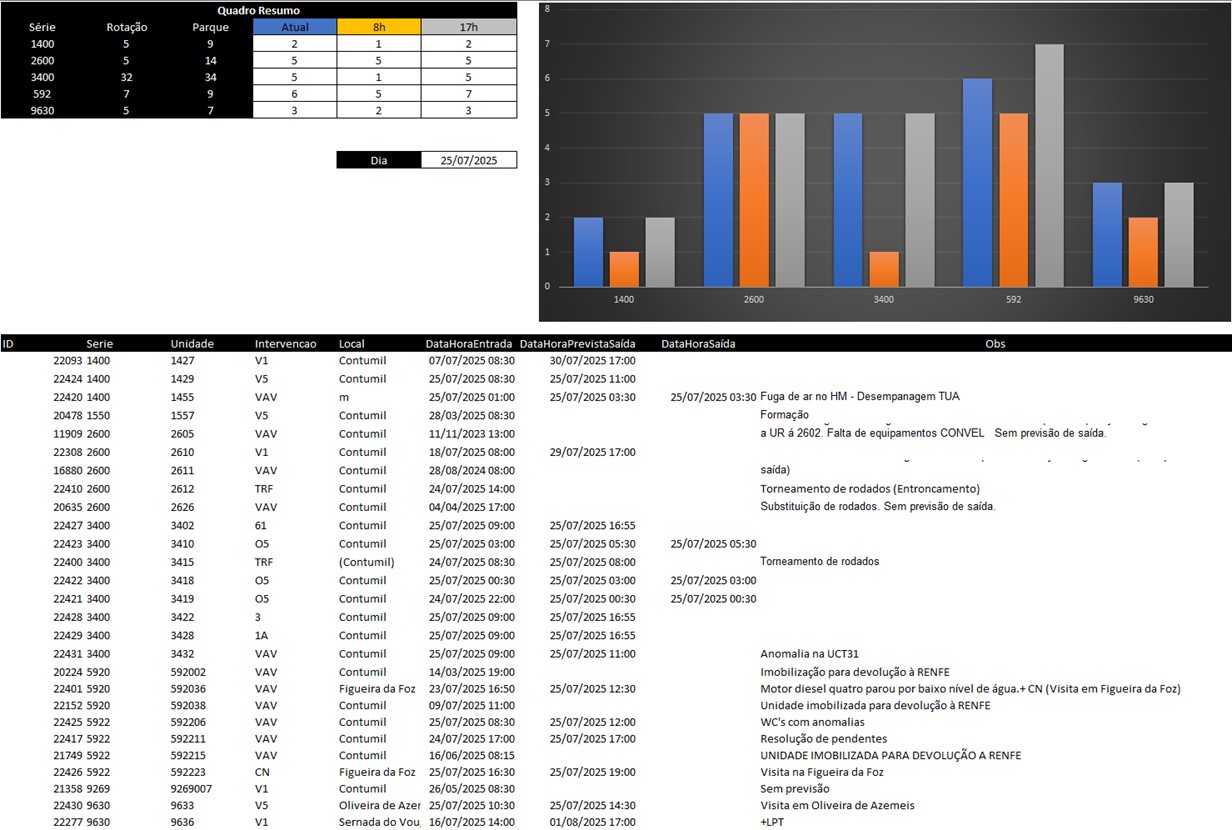 Quadro Resumo
Série Rotação Parque Atual 8h 17h
1400 5 9 2 1 2
2600 5 14 5 5 5
3400 32 34 5 1 5
592 7 9 6 5 7
9630 5 7 3 2 3
Dia 25/07/2025
8
7
6
5
4
3
2
1
0
1400 2600 3400 592 9630
ID Serie Unidade Intervencao Local DataHoraEntrada DataHoraPrevistaSaída DataHoraSaída Obs
22093 1400 1427 V1 Contumil 07/07/2025 08:30 30/07/2025 17:00
22424 1400 1429 V5 Contumil 25/07/2025 08:30 25/07/2025 11:00
22420 1400 1455 VAV m 25/07/2025 01:00 25/07/2025 03:30 25/07/2025 03:30 Fuga de ar no HM - Desempanagem TUA
20478 1550 1557 V5 Contumil 28/03/2025 08:30 Formação
11909 2600 2605 VAV Contumil 11/11/2023 13:00 a UR á 2602. Falta de equipamentos CONVEL Sem previsão de saída.
22308 2600 2610 V1 Contumil 18/07/2025 08:00 29/07/2025 17:00
16880 2600 2611 VAV Contumil 28/08/2024 08:00 saída)
22410 2600 2612 TRF Contumil 24/07/2025 14:00 Torneamento de rodados (Entroncamento)
20635 2600 2626 VAV Contumil 04/04/2025 17:00 Substituição de rodados. Sem previsão de saída.
22427 3400 3402 61 Contumil 25/07/2025 09:00 25/07/2025 16:55
22423 3400 3410 O5 Contumil 25/07/2025 03:00 25/07/2025 05:30 25/07/2025 05:30
22400 3400 3415 TRF (Contumil) 24/07/2025 08:30 25/07/2025 08:00 Torneamento de rodados
22422 3400 3418 O5 Contumil 25/07/2025 00:30 25/07/2025 03:00 25/07/2025 03:00
22421 3400 3419 O5 Contumil 24/07/2025 22:00 25/07/2025 00:30 25/07/2025 00:30
22428 3400 3422 3 Contumil 25/07/2025 09:00 25/07/2025 16:55
22429 3400 3428 1A Contumil 25/07/2025 09:00 25/07/2025 16:55
22431 3400 3432 VAV Contumil 25/07/2025 09:00 25/07/2025 11:00 Anomalia na UCT31
20224 5920 592002 VAV Contumil 14/03/2025 19:00 Imobilização para devolução à RENFE
22401 5920 592036 VAV Figueira da Foz 23/07/2025 16:50 25/07/2025 12:30 Motor diesel quatro parou por baixo nível de água.+ CN (Visita em Figueira da Foz)
22152 5920 592038 VAV Contumil 09/07/2025 11:00 Unidade imobilizada para devolução à RENFE
22425 5922 592206 VAV Contumil 25/07/2025 08:30 25/07/2025 12:00 WC's com anomalias
22417 5922 592211 VAV Contumil 24/07/2025 17:00 25/07/2025 17:00 Resolução de pendentes
21749 5922 592215 VAV Contumil 16/06/2025 08:15 UNIDADE IMOBILIZADA PARA DEVOLUÇÃO A RENFE
22426 5922 592223 CN Figueira da Foz 25/07/2025 16:30 25/07/2025 19:00 Visita na Figueira da Foz
21358 9269 9269007 V1 Contumil 26/05/2025 08:30 Sem previsão
22430 9630 9633 V5 Oliveira de Azer 25/07/2025 10:30 25/07/2025 14:30 Visita em Oliveira de Azemeis
22277 9630 9636 V1 Sernada do Vou 16/07/2025 14:00 01/08/2025 17:00 +LPT